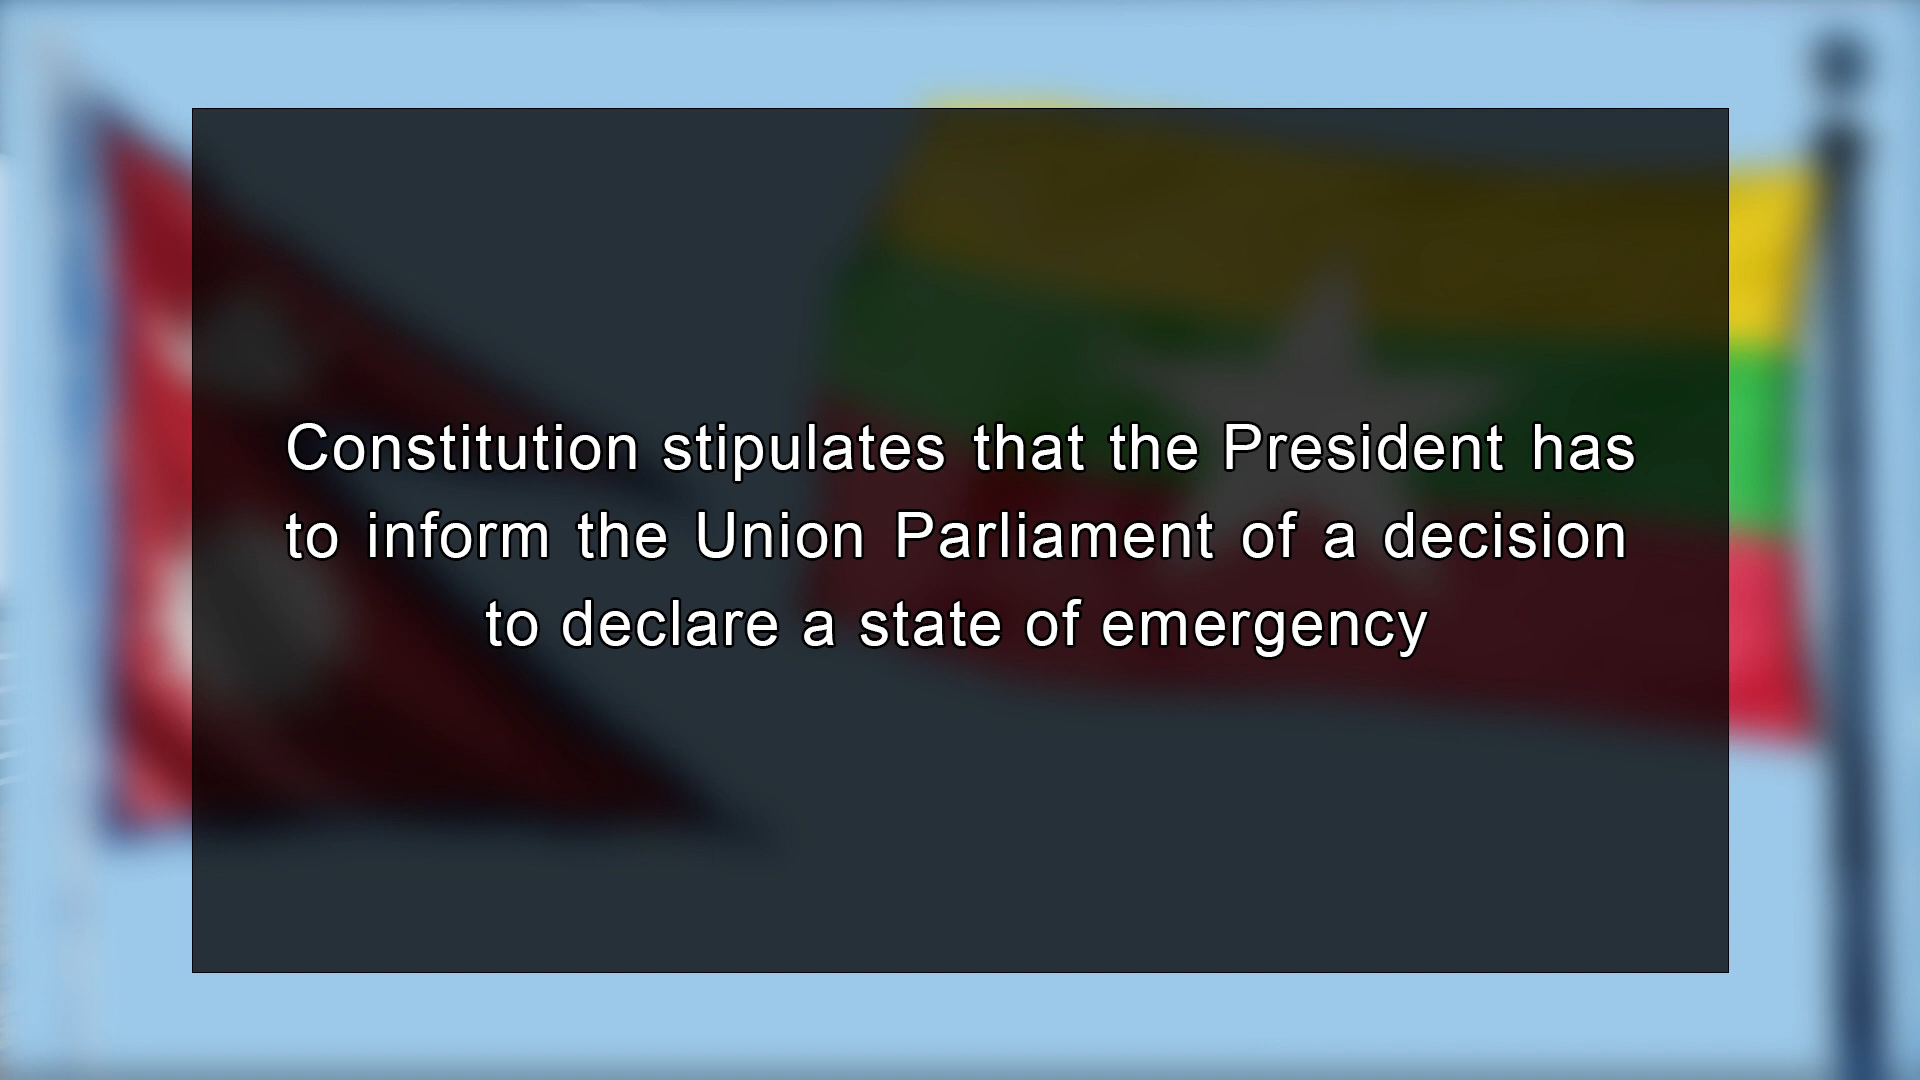 Constitution stipulates that the President has
to inform the Union Parliament of a decision
to declare a state of emergency